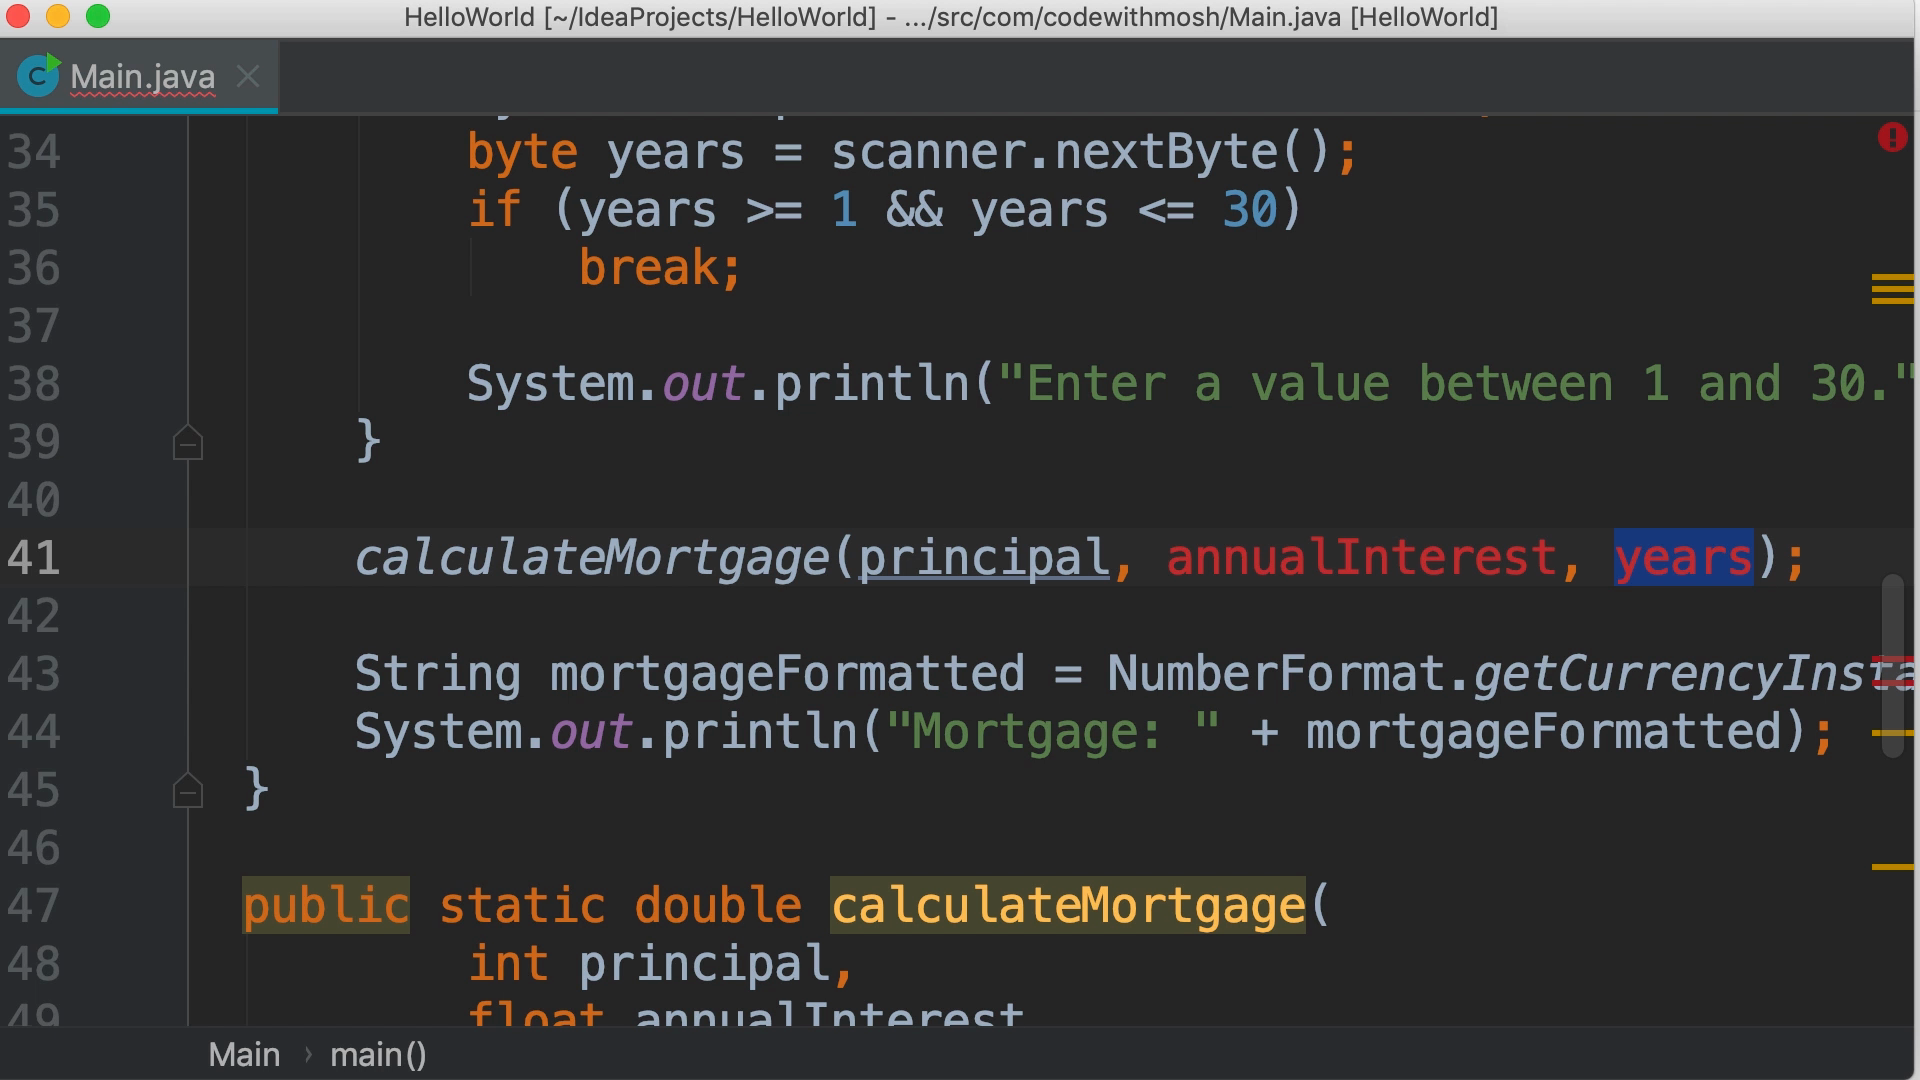 HelloWorld [~/IdeaProjects/HelloWorld] - .../src/com/codewithmosh/Main.java [HelloWorld]
Main.java
34 byte years = scanner.nextByte();
35 if (years >= 1 && years <= 30)
36 break;
37
38 System.out.println("Enter a value between 1 and 30."
39 }
40
41 calculateMortgage(principal, annualInterest, years);
42
43 String mortgageFormatted = NumberFormat.getCurrencyInsta
44 System.out.println("Mortgage: " + mortgageFormatted);
45 }
46
47 public static double calculateMortgage(
48 int principal,
49 float annualInterest
Main › main()